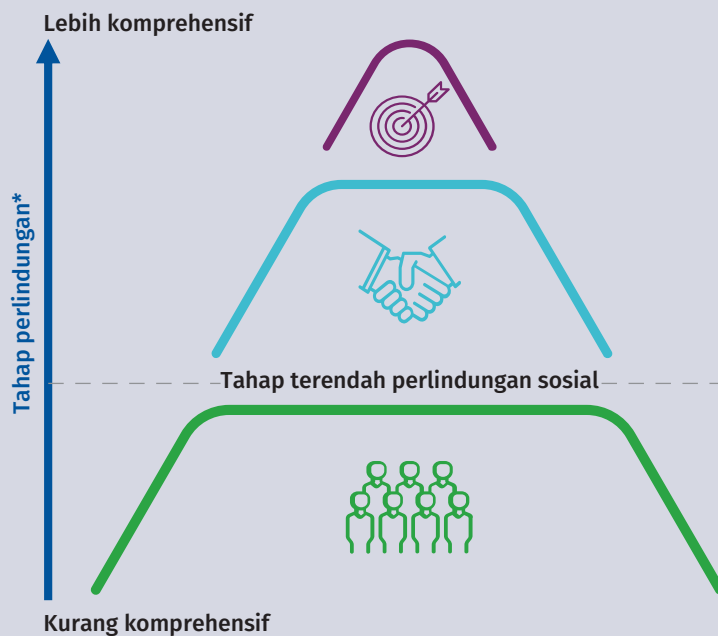 Lebih komprehensif
Tahap perlindungan*
Tahap terendah perlindungan sosial
Kurang komprehensif